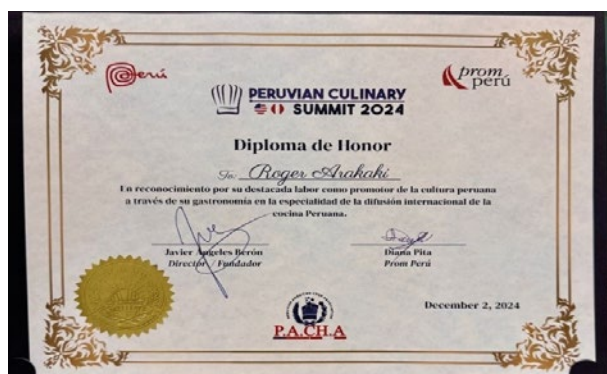 Perú
prom
perú
PERUVIAN CULINARY
SUMMIT 2024
Diploma de Honor
To: Roger Arakaki
En reconocimiento por su destacada labor como promotor de la cultura peruana
a través de su gastronomía en la especialidad de la difusión internacional de la
cocina Peruana.
Javier Angeles Berón
Director / Fundador
Diana Pita
Prom Perú
December 2, 2024
P.A.CH.A